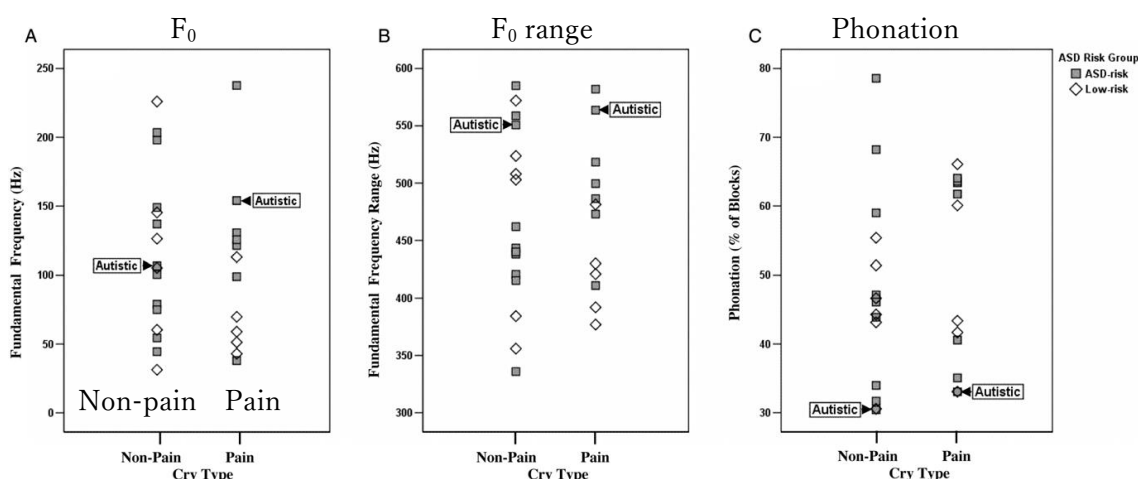 A
F₀
Fundamental Frequency (Hz)
250
200
150
100
50
0
Autistic
Autistic
Non-pain
Pain
Non-Pain
Pain
Cry Type
B
F₀ range
Fundamental Frequency Range (Hz)
600
550
500
450
400
350
300
Autistic
Autistic
Non-Pain
Pain
Cry Type
C
Phonation
Phonation (% of Blocks)
80
70
60
50
40
30
Autistic
Autistic
Non-Pain
Pain
Cry Type
ASD Risk Group
ASD-risk
Low-risk